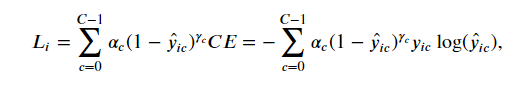 $$L_i = \sum_{c=0}^{C-1} \alpha_c (1 - \hat{y}_{ic})^{\gamma_c} CE = - \sum_{c=0}^{C-1} \alpha_c (1 - \hat{y}_{ic})^{\gamma_c} y_{ic} \log(\hat{y}_{ic}),$$